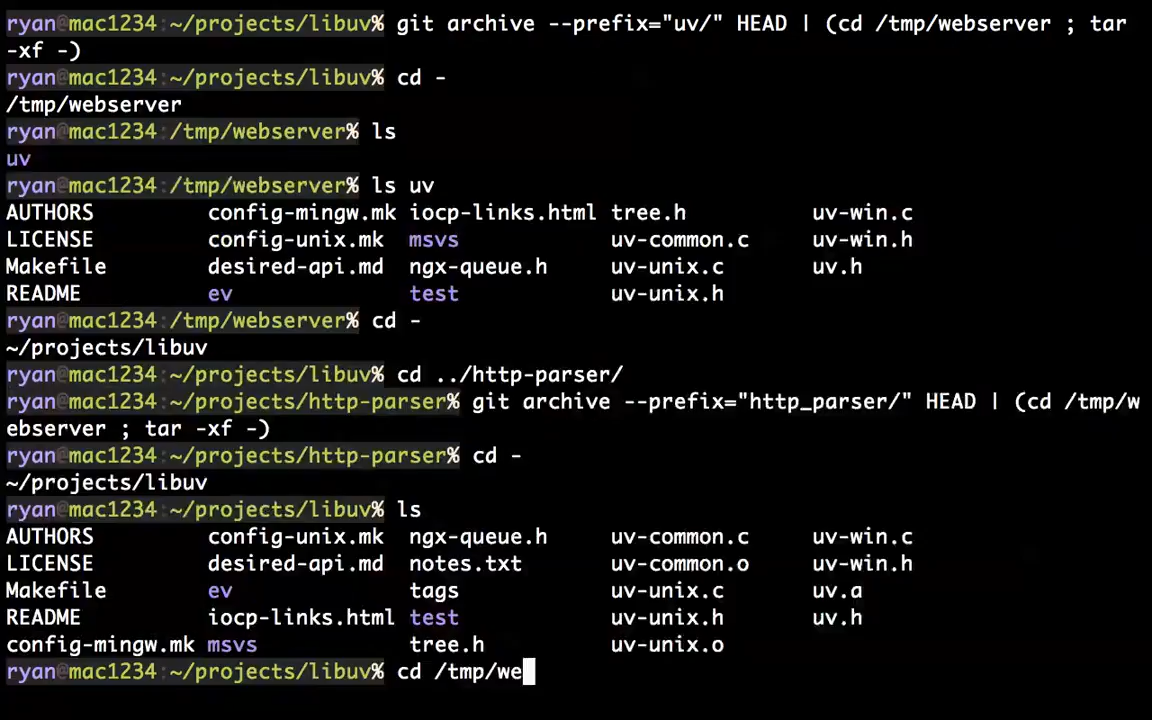 ryan@mac1234:~/projects/libuv% git archive --prefix="uv/" HEAD | (cd /tmp/webserver ; tar
-xf -)
ryan@mac1234:~/projects/libuv% cd -
/tmp/webserver
ryan@mac1234:/tmp/webserver% ls
uv
ryan@mac1234:/tmp/webserver% ls uv
AUTHORS config-mingw.mk iocp-links.html tree.h uv-win.c
LICENSE config-unix.mk msvs uv-common.c uv-win.h
Makefile desired-api.md ngx-queue.h uv-unix.c uv.h
README ev test uv-unix.h
ryan@mac1234:/tmp/webserver% cd -
~/projects/libuv
ryan@mac1234:~/projects/libuv% cd ../http-parser/
ryan@mac1234:~/projects/http-parser% git archive --prefix="http_parser/" HEAD | (cd /tmp/w
ebserver ; tar -xf -)
ryan@mac1234:~/projects/http-parser% cd -
~/projects/libuv
ryan@mac1234:~/projects/libuv% ls
AUTHORS config-unix.mk ngx-queue.h uv-common.c uv-win.c
LICENSE desired-api.md notes.txt uv-common.o uv-win.h
Makefile ev tags uv-unix.c uv.a
README iocp-links.html test uv-unix.h uv.h
config-mingw.mk msvs tree.h uv-unix.o
ryan@mac1234:~/projects/libuv% cd /tmp/we